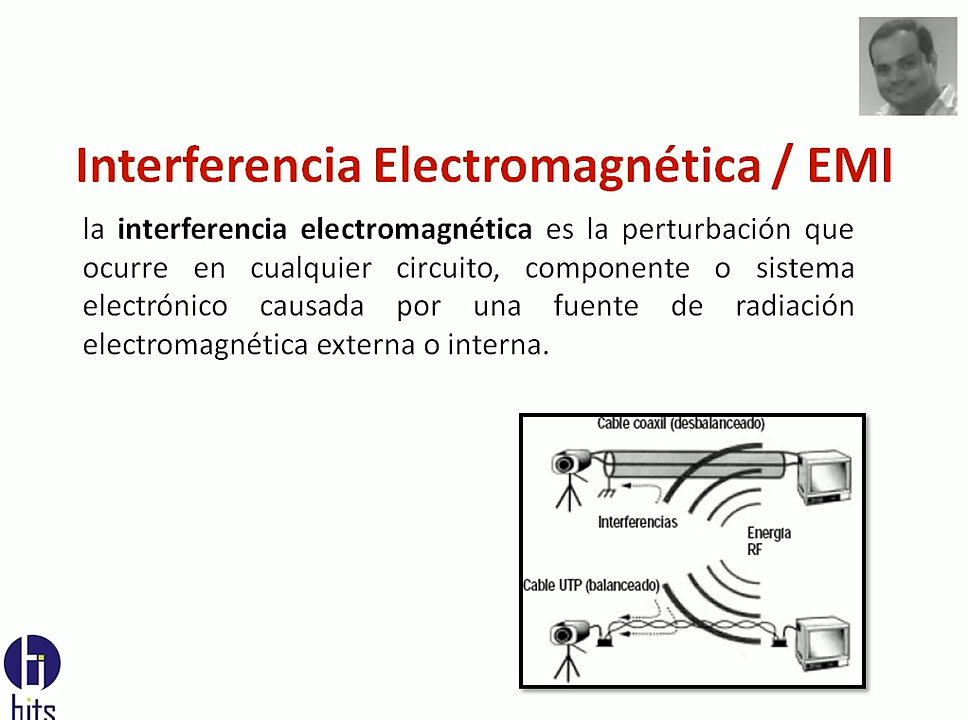 Interferencia Electromagnética / EMI
la interferencia electromagnética es la perturbación que
ocurre en cualquier circuito, componente o sistema
electrónico causada por una fuente de radiación
electromagnética externa o interna.
Cable coaxil (desbalanceado)
Interferencias
Energía
RF
Cable UTP (balanceado)
hits